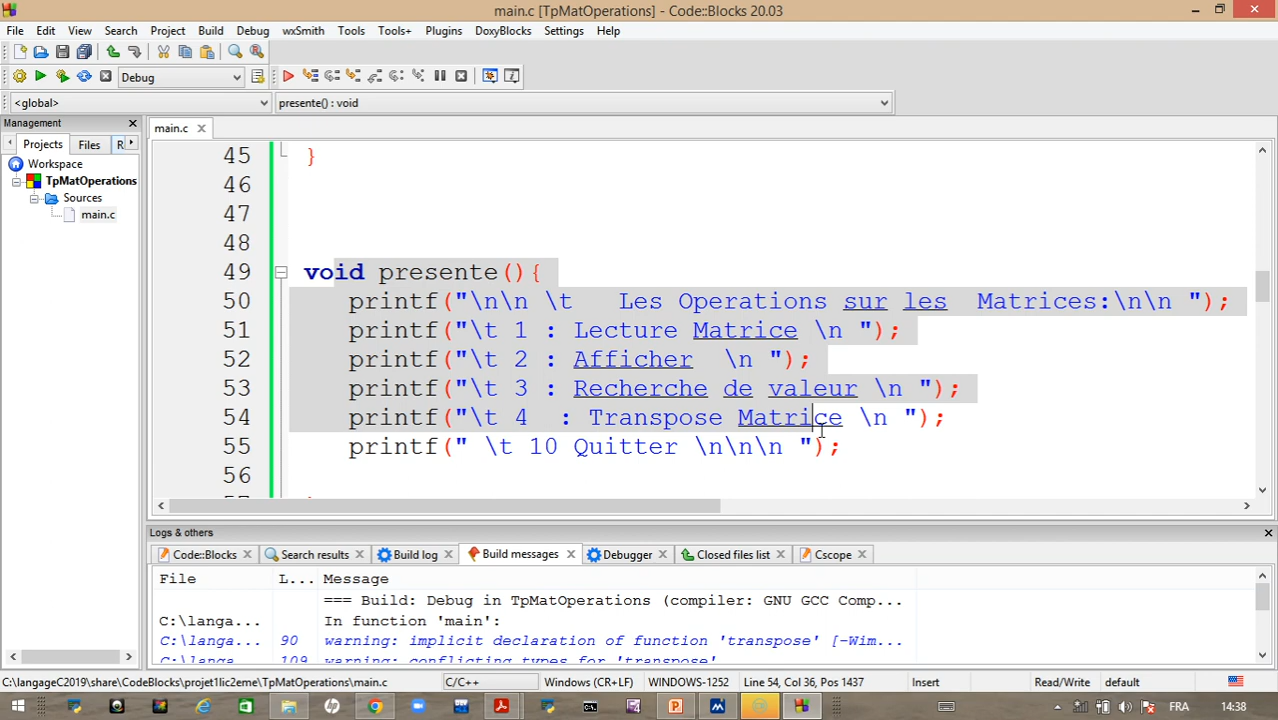 main.c [TpMatOperations] - Code::Blocks 20.03
File Edit View Search Project Build Debug wxSmith Tools Tools+ Plugins DoxyBlocks Settings Help
Debug
<global> presente() : void
Management
Projects Files R
main.c
Workspace
TpMatOperations
Sources
main.c
45 }
46
47
48
49 void presente(){
50 printf("\n\n \t   Les Operations sur les  Matrices:\n\n ");
51 printf("\t 1 : Lecture Matrice \n ");
52 printf("\t 2 : Afficher  \n ");
53 printf("\t 3 : Recherche de valeur \n ");
54 printf("\t 4  : Transpose Matrice \n ");
55 printf(" \t 10 Quitter \n\n\n ");
56
Logs & others
Code::Blocks Search results Build log Build messages Debugger Closed files list Cscope
File L... Message
=== Build: Debug in TpMatOperations (compiler: GNU GCC Comp...
C:\langa... In function 'main':
C:\langa... 90 warning: implicit declaration of function 'transpose' [-Wim...
C:\langa... 109 warning: conflicting types for 'transpose'
C:\langageC2019\share\CodeBlocks\projet1lic2eme\TpMatOperations\main.c C/C++ Windows (CR+LF) WINDOWS-1252 Line 54, Col 36, Pos 1437 Insert Read/Write default
FRA 14:38